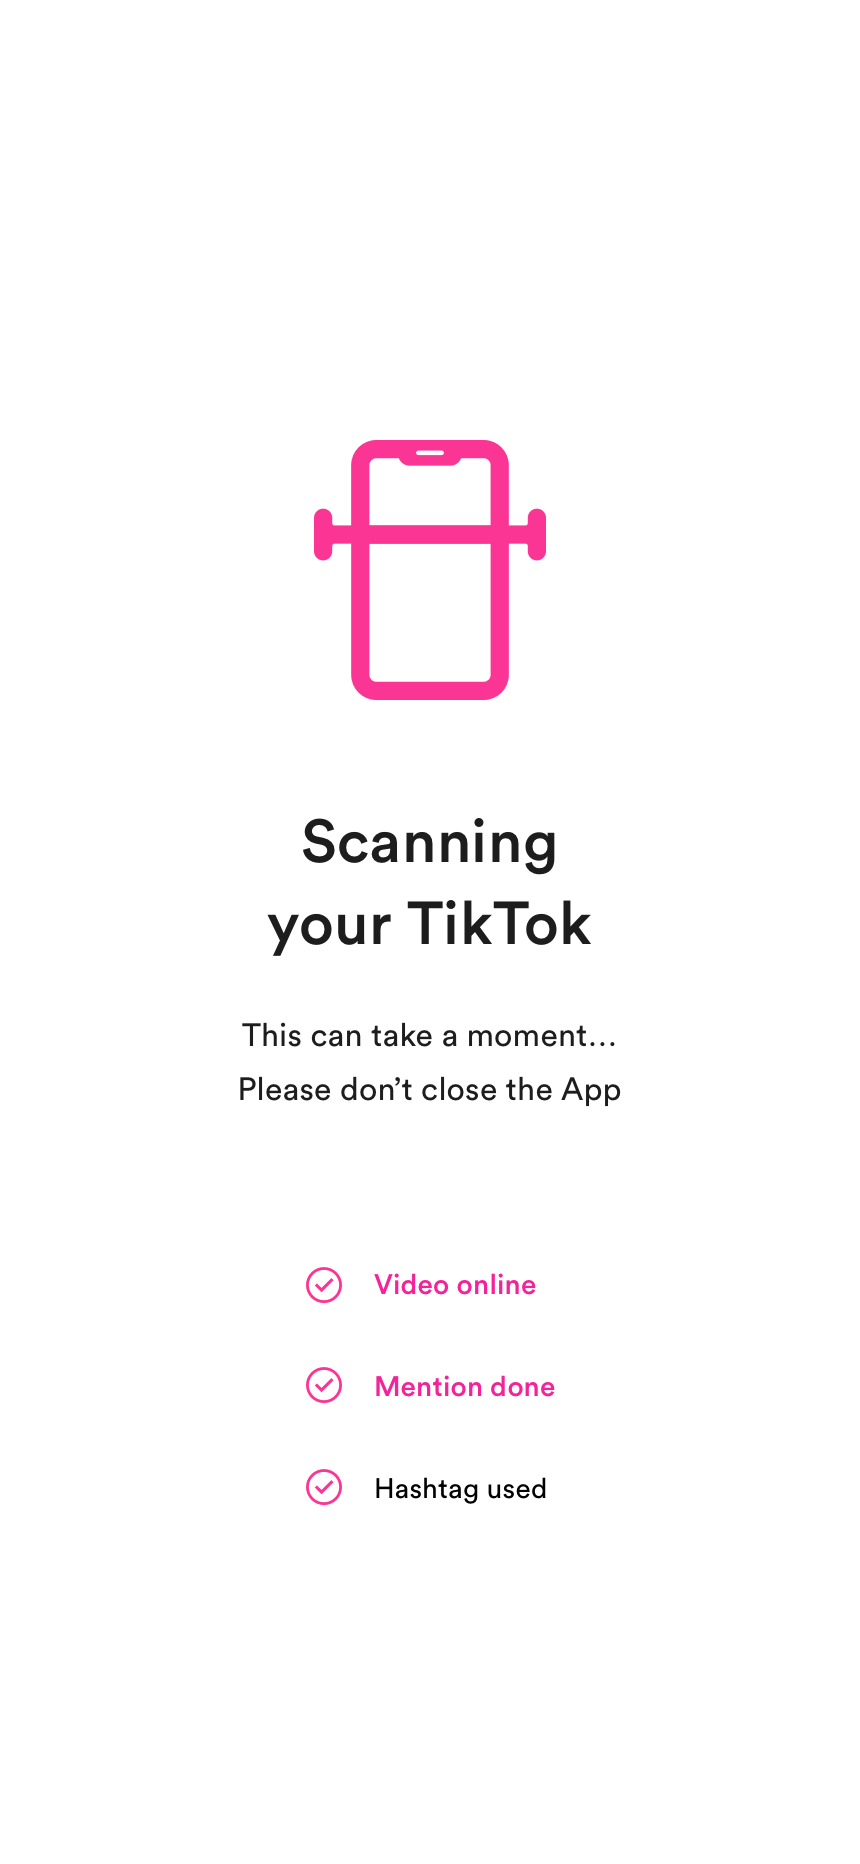 Scanning
your TikTok
This can take a moment...
Please don’t close the App
Video online
Mention done
Hashtag used